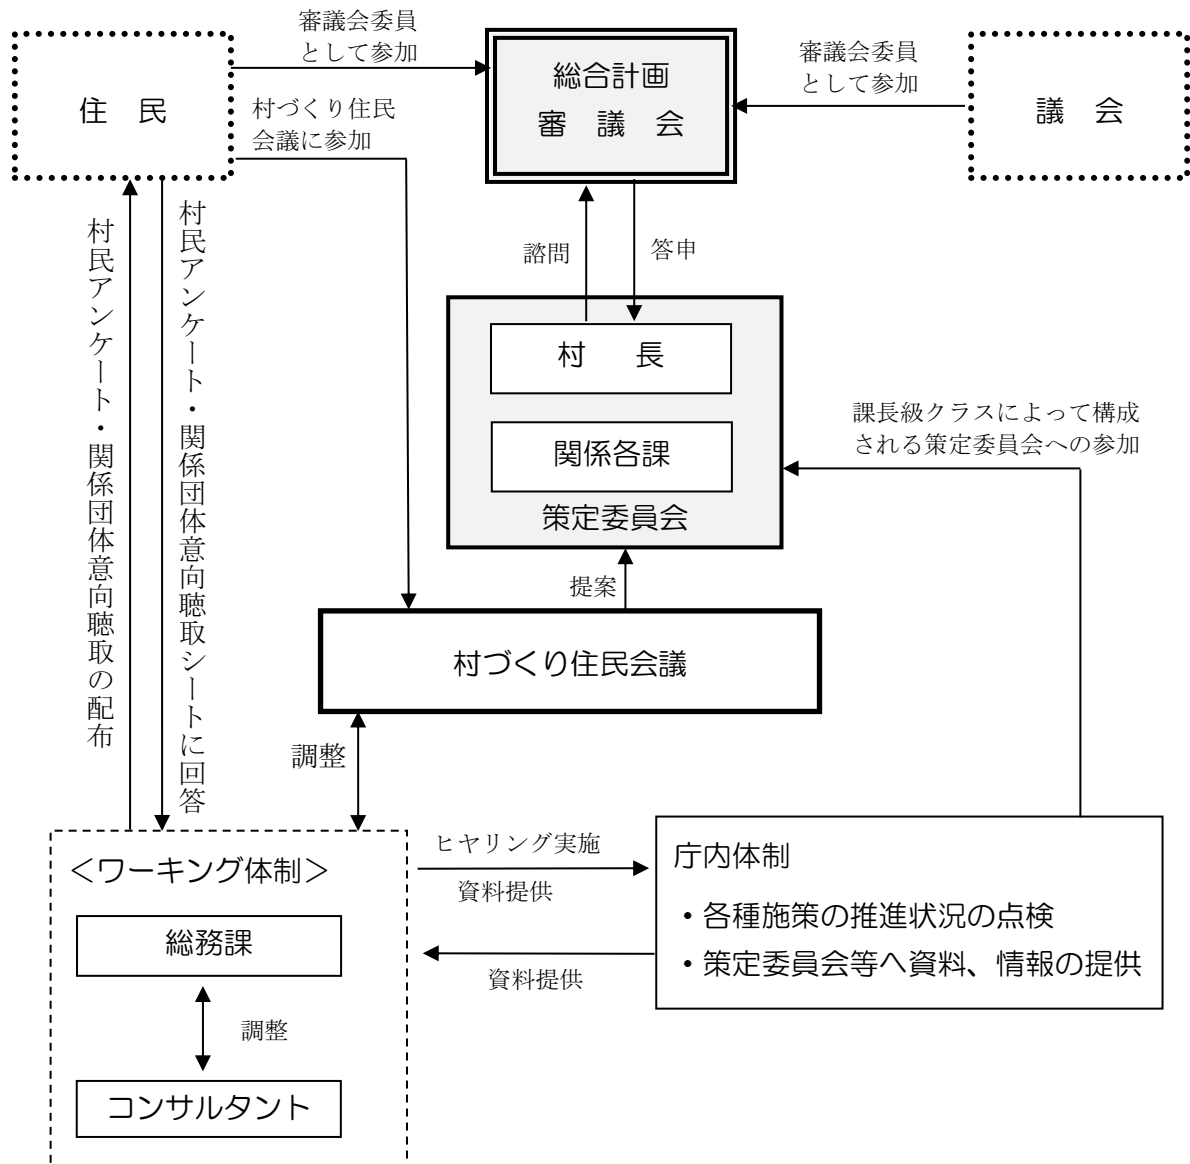 審議会委員
として参加
総合計画
審　議　会
審議会委員
として参加
住　民
村づくり住民
会議に参加
議　会
諮問
答申
村民アンケート・関係団体意向聴取の配布
村民アンケート・関係団体意向聴取シートに回答
村　　長
関係各課
策定委員会
課長級クラスによって構成
される策定委員会への参加
提案
村づくり住民会議
調整
＜ワーキング体制＞
総務課
調整
コンサルタント
ヒヤリング実施
資料提供
資料提供
庁内体制
・各種施策の推進状況の点検
・策定委員会等へ資料、情報の提供